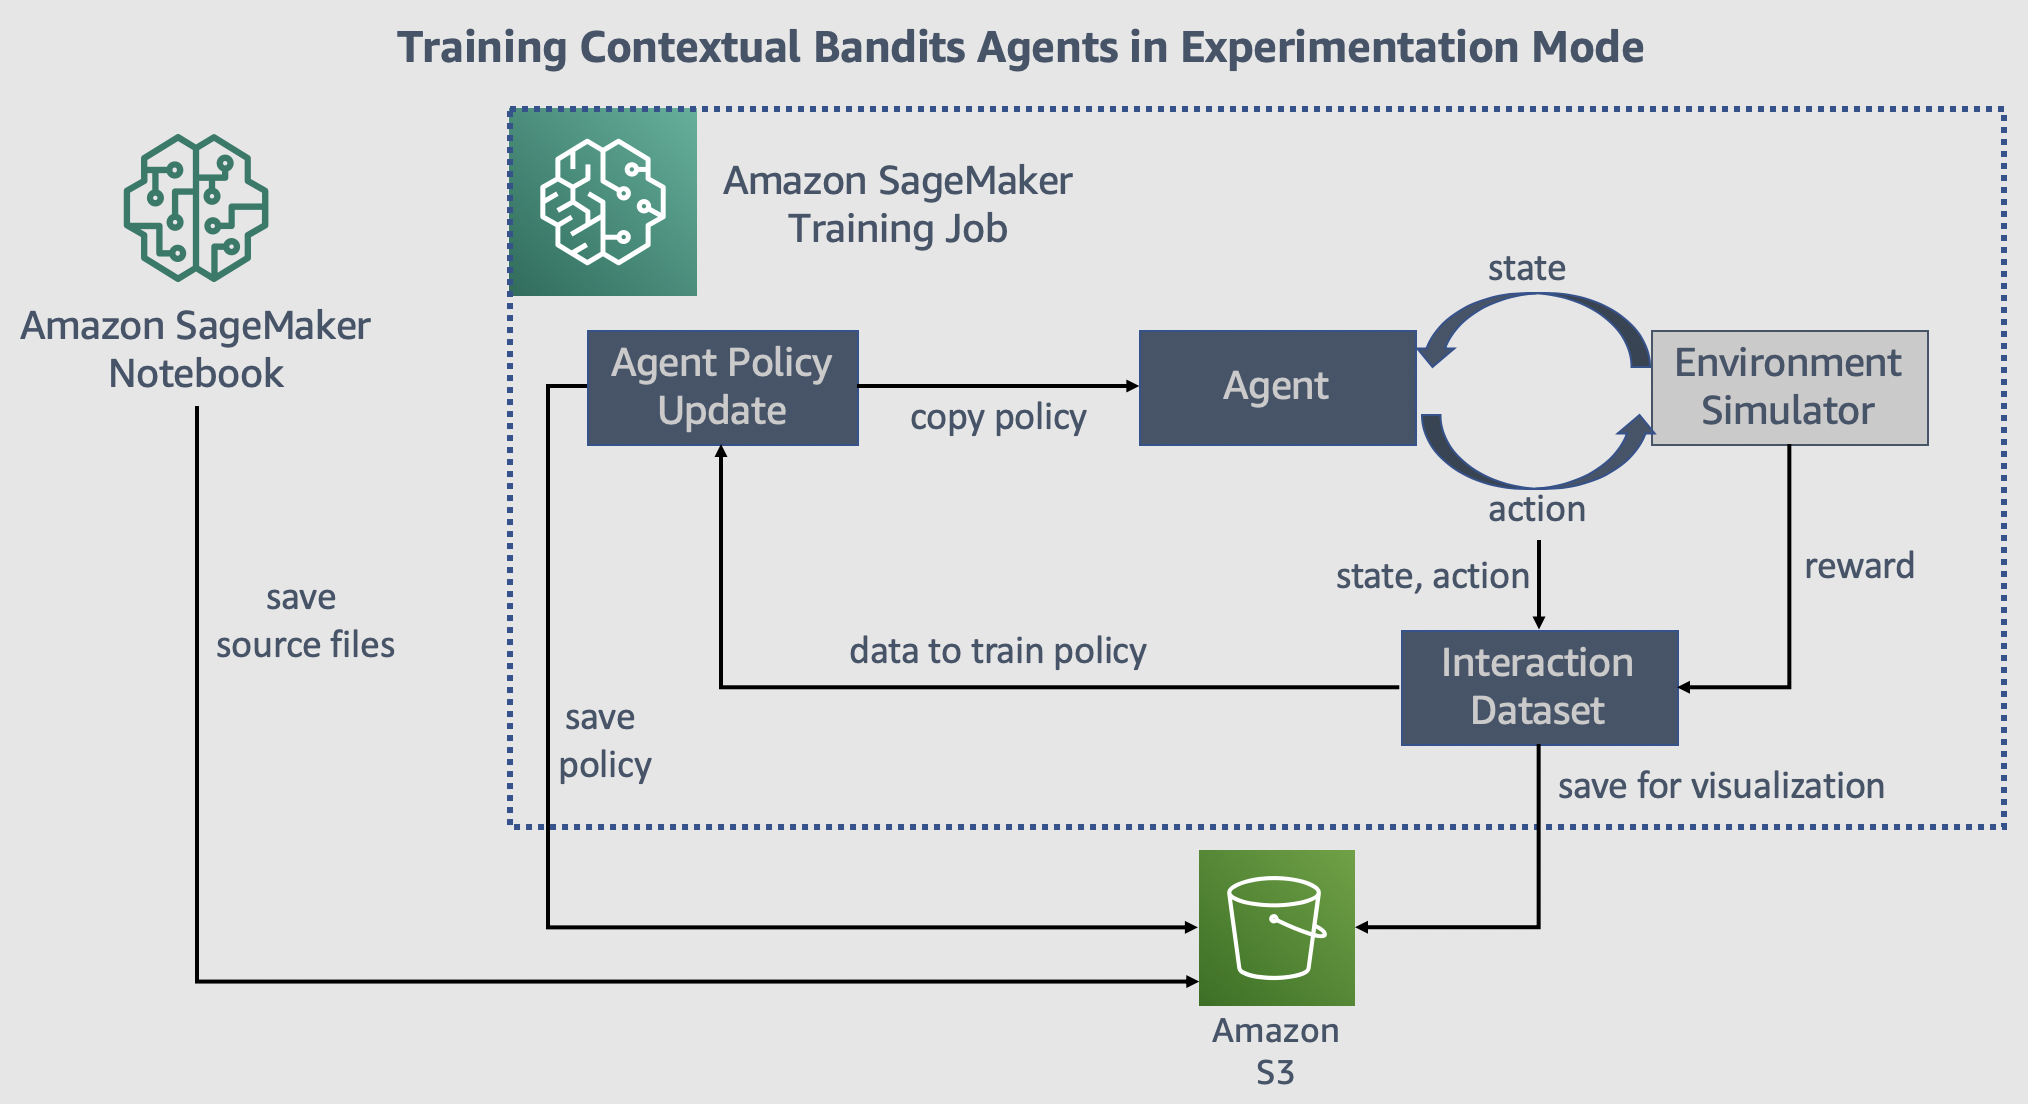 Training Contextual Bandits Agents in Experimentation Mode
Amazon SageMaker
Training Job
Amazon SageMaker
Notebook
state
Agent Policy
Update
copy policy
Agent
Environment
Simulator
action
state, action
reward
save
source files
data to train policy
Interaction
Dataset
save
policy
save for visualization
Amazon
S3